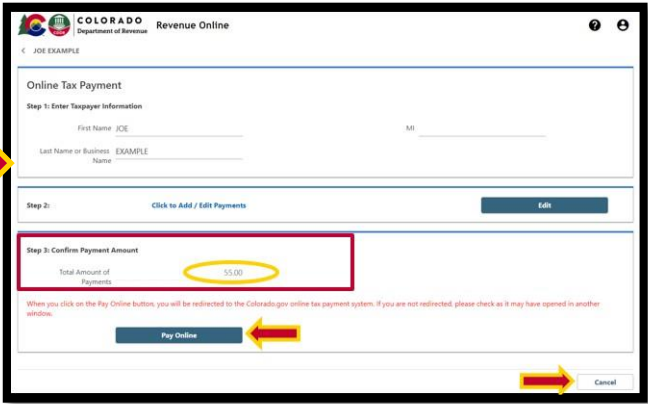 COLORADO
Department of Revenue
Revenue Online
JOE EXAMPLE
Online Tax Payment
Step 1: Enter Taxpayer Information
First Name JOE
MI
Last Name or Business Name EXAMPLE
Step 2:
Click to Add / Edit Payments
Edit
Step 3: Confirm Payment Amount
Total Amount of Payments 55.00
When you click on the Pay Online button, you will be redirected to the Colorado.gov online tax payment system. If you are not redirected, please check as it may have opened in another
window.
Pay Online
Cancel